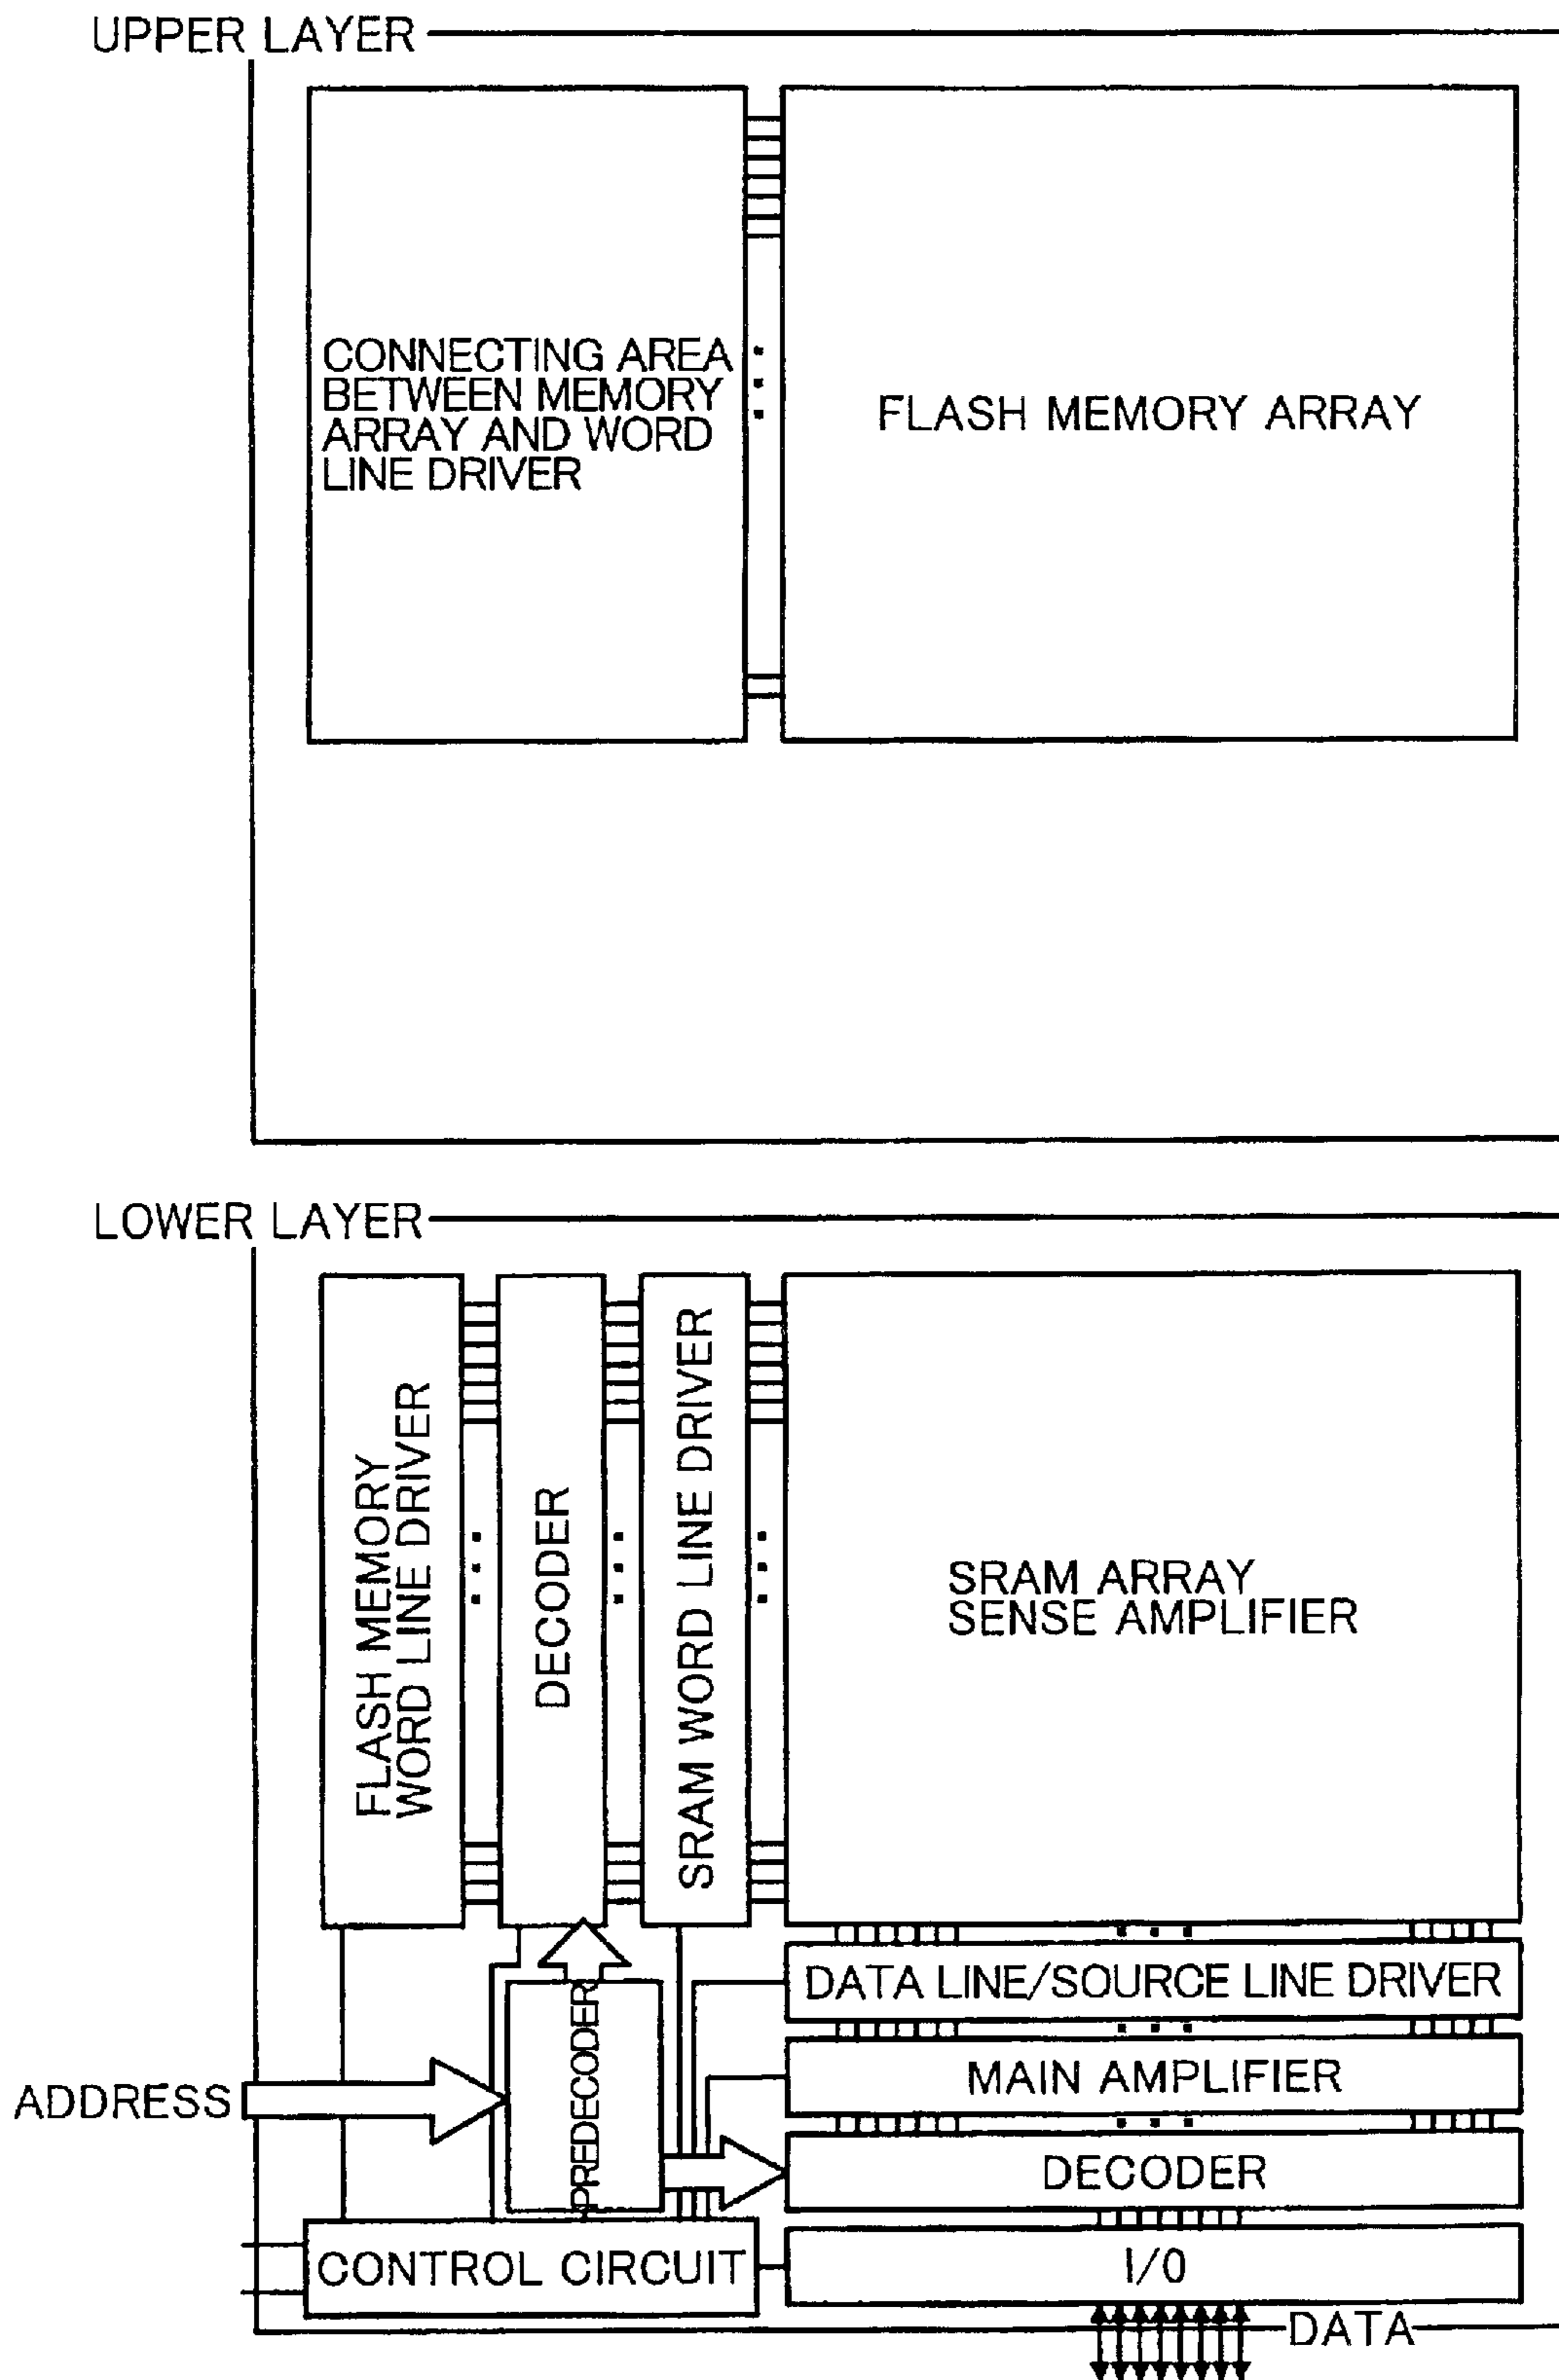 UPPER LAYER
CONNECTING AREA
BETWEEN MEMORY
ARRAY AND WORD
LINE DRIVER
FLASH MEMORY ARRAY
LOWER LAYER
FLASH MEMORY
WORD LINE DRIVER
DECODER
SRAM WORD LINE DRIVER
SRAM ARRAY
SENSE AMPLIFIER
DATA LINE/SOURCE LINE DRIVER
MAIN AMPLIFIER
ADDRESS
PREDECODER
DECODER
CONTROL CIRCUIT
I/O
DATA